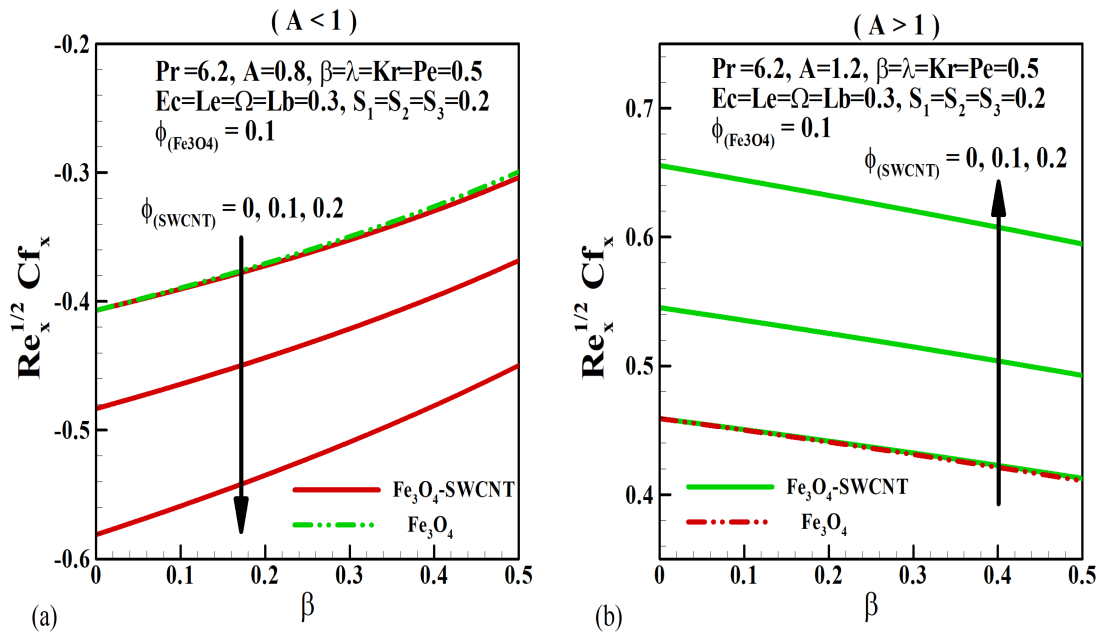 ( A < 1 )
Pr =6.2, A=0.8, β=λ=Kr=Pe=0.5
Ec=Le=Ω=Lb=0.3, S₁=S₂=S₃=0.2
ϕ(Fe3O4) = 0.1
ϕ(SWCNT) = 0, 0.1, 0.2
-0.2
-0.3
-0.4
-0.5
-0.6
Reₓ^1/2 Cfₓ
Fe₃O₄-SWCNT
Fe₃O₄
0 0.1 0.2 0.3 0.4 0.5
β
(a)
( A > 1 )
Pr=6.2, A=1.2, β=λ=Kr=Pe=0.5
Ec=Le=Ω=Lb=0.3, S₁=S₂=S₃=0.2
ϕ(Fe3O4) = 0.1
ϕ(SWCNT) = 0, 0.1, 0.2
0.7
0.6
0.5
0.4
Reₓ^1/2 Cfₓ
Fe₃O₄-SWCNT
Fe₃O₄
0 0.1 0.2 0.3 0.4 0.5
β
(b)